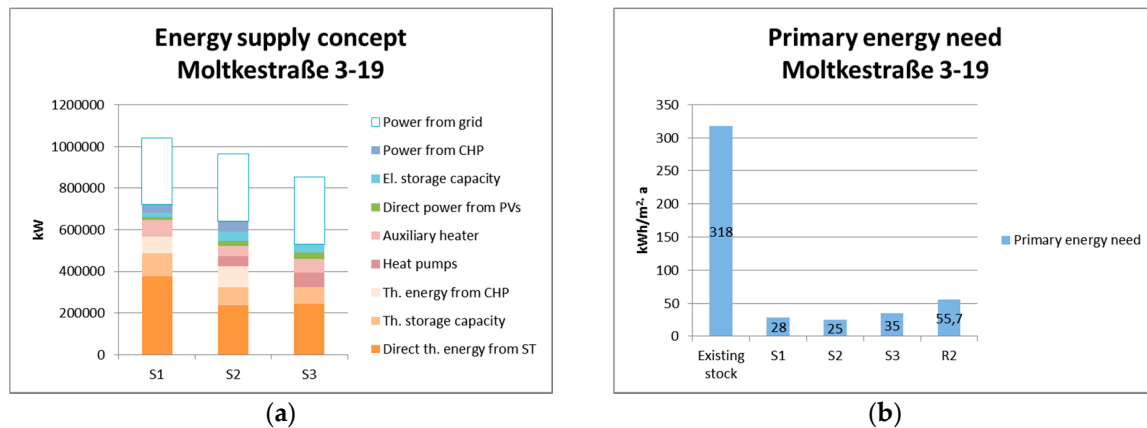 Energy supply concept
Moltkestraße 3-19
1200000
1000000
800000
600000
400000
200000
0
kW
S1
S2
S3
Power from grid
Power from CHP
El. storage capacity
Direct power from PVs
Auxiliary heater
Heat pumps
Th. energy from CHP
Th. storage capacity
Direct th. energy from ST
(a)
Primary energy need
Moltkestraße 3-19
350
300
250
200
150
100
50
0
kWh/m²· a
318
28
25
35
55,7
Existing
stock
S1
S2
S3
R2
Primary energy need
(b)